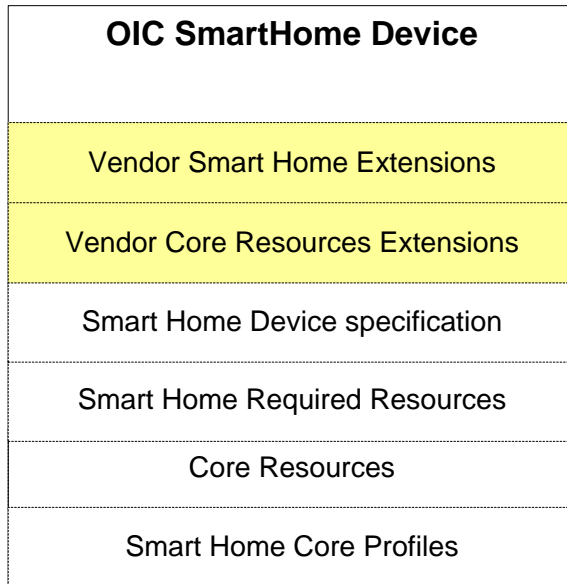 OIC SmartHome Device
Vendor Smart Home Extensions
Vendor Core Resources Extensions
Smart Home Device specification
Smart Home Required Resources
Core Resources
Smart Home Core Profiles